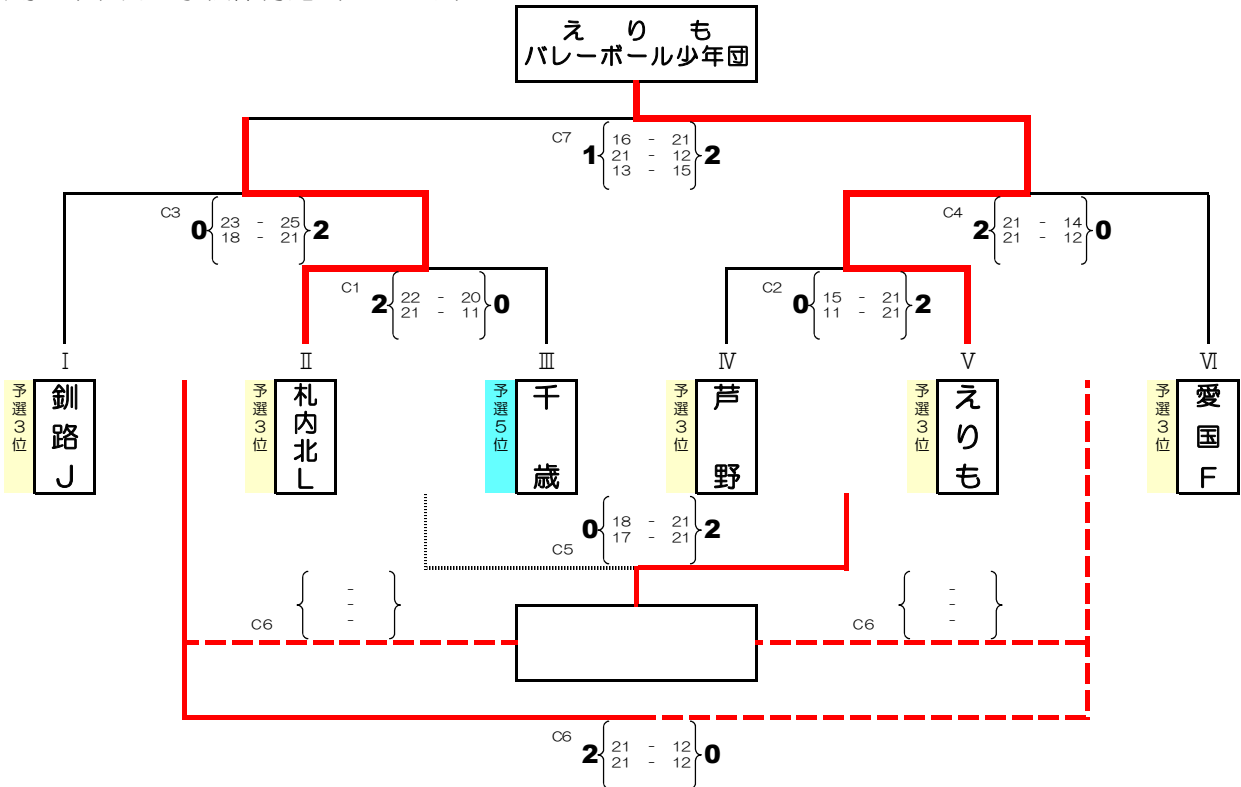 え り も
バレーボール少年団
C7
1 16 - 21 2
21 - 12
13 - 15
C3
0 23 - 25 2
18 - 21
C4
2 21 - 14 0
21 - 12
C1
2 22 - 20 0
21 - 11
C2
0 15 - 21 2
11 - 21
Ⅰ Ⅱ Ⅲ Ⅳ Ⅴ Ⅵ
予選3位
釧路J
予選3位
札内北L
予選5位
千歳
予選3位
芦野
予選3位
えりも
予選3位
愛国F
0 18 - 21 2
17 - 21
C5
-
-
-
C6
-
-
-
C6
C6
2 21 - 12 0
21 - 12